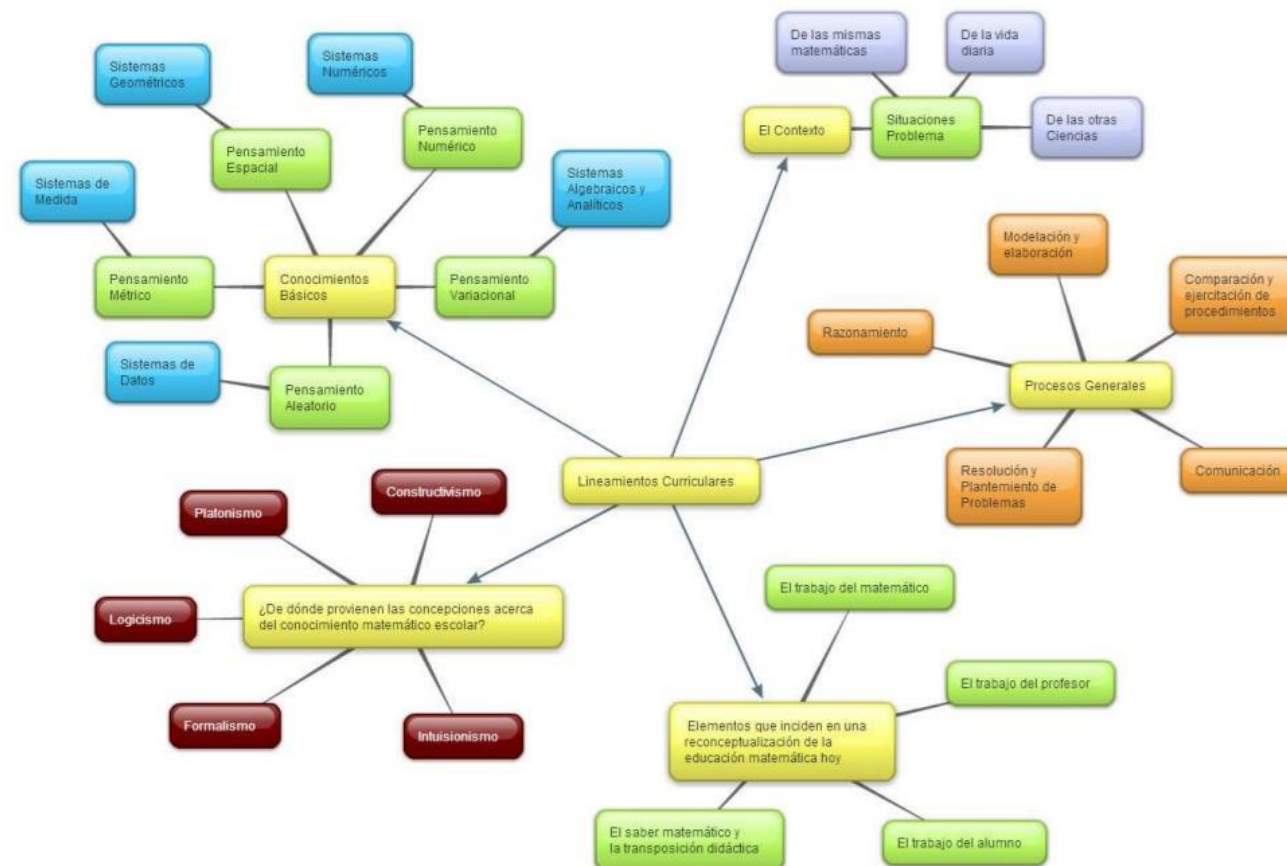 Sistemas
Geométricos
Sistemas
Numéricos
Pensamiento
Espacial
Pensamiento
Numérico
Sistemas de
Medida
Sistemas
Algebraicos y
Analíticos
Pensamiento
Métrico
Conocimientos
Básicos
Pensamiento
Variacional
Sistemas de
Datos
Pensamiento
Aleatorio
De las mismas
matemáticas
De la vida
diaria
El Contexto
Situaciones
Problema
De las otras
Ciencias
Modelación y
elaboración
Comparación y
ejercitación de
procedimientos
Razonamiento
Procesos Generales
Resolución y
Plantemiento de
Problemas
Comunicación
Lineamientos Curriculares
Constructivismo
Platonismo
Logicismo
¿De dónde provienen las concepciones acerca
del conocimiento matemático escolar?
Formalismo
Intuisionismo
El trabajo del matemático
El trabajo del profesor
Elementos que inciden en una
reconceptualización de la
educación matemática hoy
El saber matemático y
la transposición didáctica
El trabajo del alumno